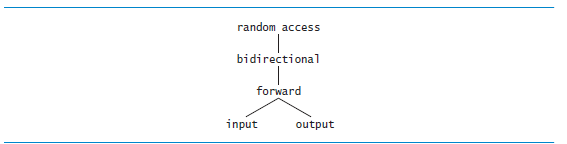 random access
bidirectional
forward
input output